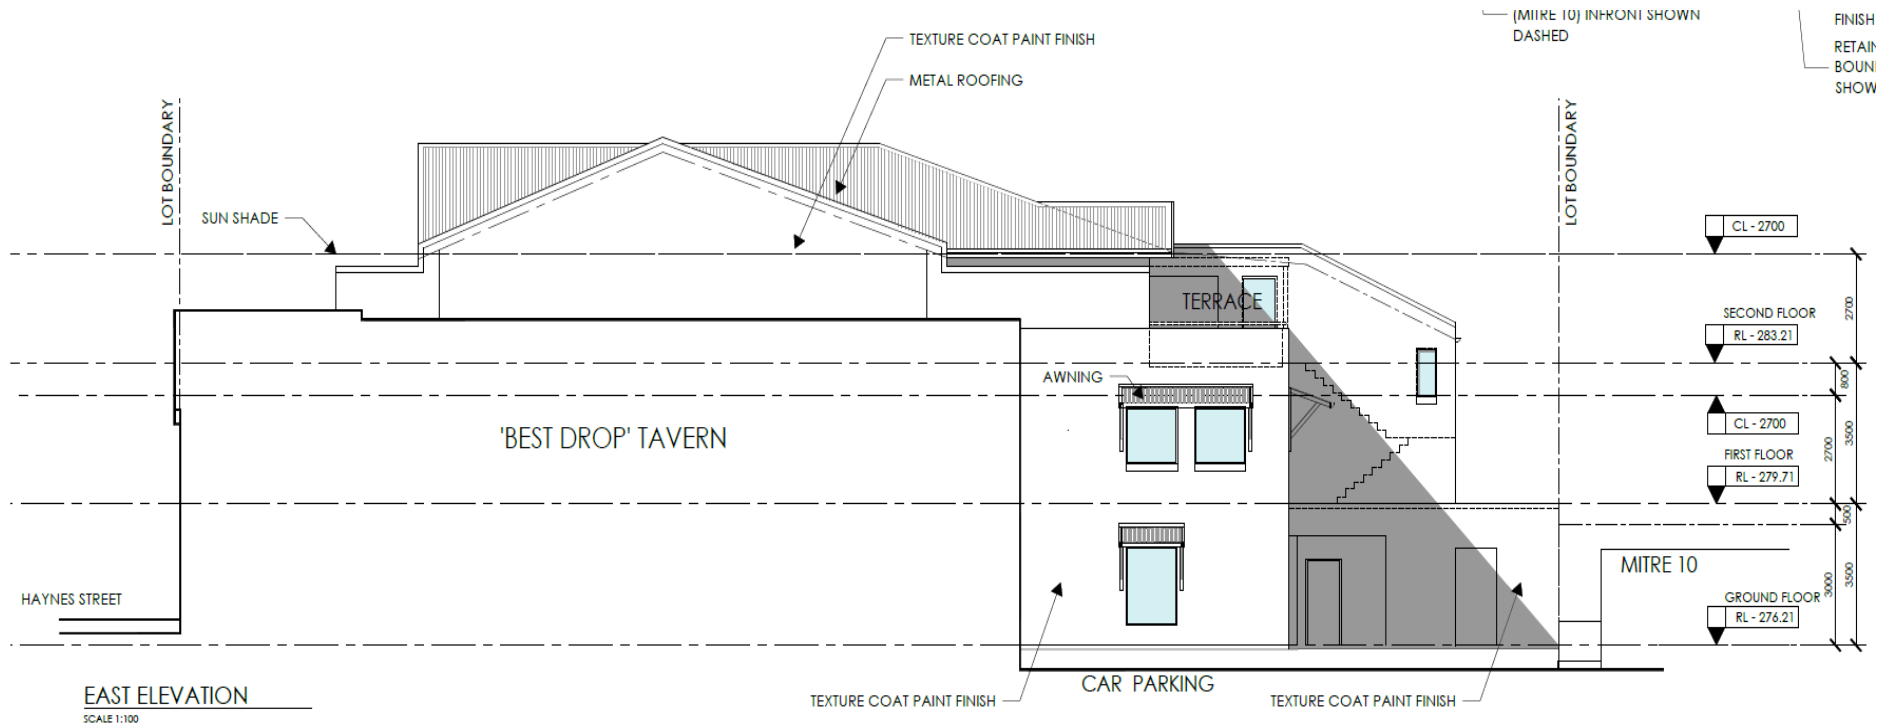 (MITRE 10) INFRONT SHOWN
DASHED
FINISH
SHOW
TEXTURE COAT PAINT FINISH
METAL ROOFING
LOT BOUNDARY
LOT BOUNDARY
SUN SHADE
CL - 2700
TERRACE
2700
SECOND FLOOR
RL - 283.21
AWNING
800
'BEST DROP' TAVERN
CL - 2700
2700
3500
FIRST FLOOR
RL - 279.71
500
MITRE 10
3000
3500
HAYNES STREET
GROUND FLOOR
RL - 276.21
EAST ELEVATION
SCALE 1:100
TEXTURE COAT PAINT FINISH
CAR PARKING
TEXTURE COAT PAINT FINISH